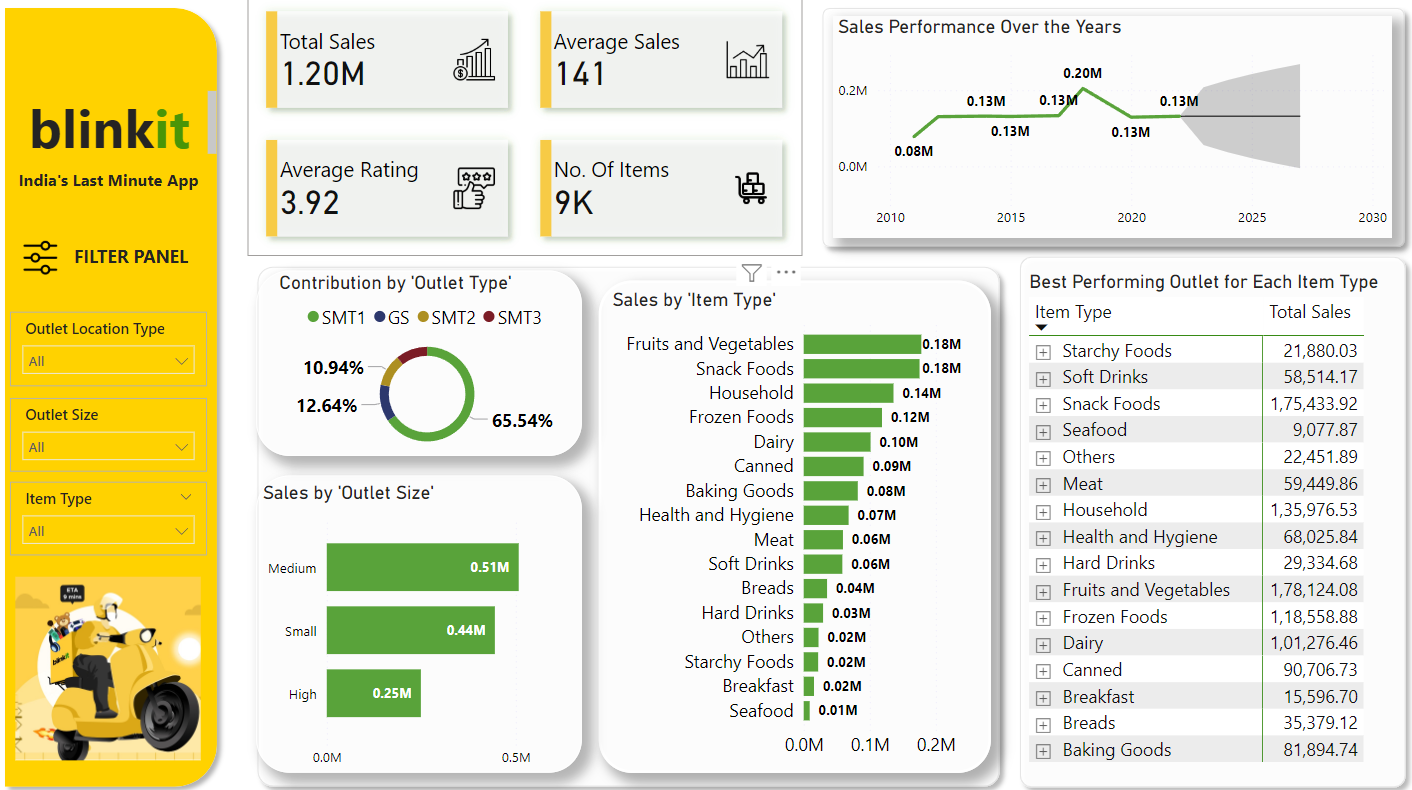 blinkit
India's Last Minute App
FILTER PANEL
Outlet Location Type
All
Outlet Size
All
Item Type
All
ETA
9 mins
blinkit
Total Sales
1.20M
Average Sales
141
Average Rating
3.92
No. Of Items
9K
Sales Performance Over the Years
0.2M
0.0M
0.08M
0.13M
0.13M
0.13M
0.20M
0.13M
0.13M
2010 2015 2020 2025 2030
Contribution by 'Outlet Type'
SMT1 GS SMT2 SMT3
10.94%
12.64%
65.54%
Sales by 'Outlet Size'
Medium 0.51M
Small 0.44M
High 0.25M
0.0M 0.5M
Sales by 'Item Type'
Fruits and Vegetables 0.18M
Snack Foods 0.18M
Household 0.14M
Frozen Foods 0.12M
Dairy 0.10M
Canned 0.09M
Baking Goods 0.08M
Health and Hygiene 0.07M
Meat 0.06M
Soft Drinks 0.06M
Breads 0.04M
Hard Drinks 0.03M
Others 0.02M
Starchy Foods 0.02M
Breakfast 0.02M
Seafood 0.01M
0.0M 0.1M 0.2M
Best Performing Outlet for Each Item Type
Item Type Total Sales
Starchy Foods 21,880.03
Soft Drinks 58,514.17
Snack Foods 1,75,433.92
Seafood 9,077.87
Others 22,451.89
Meat 59,449.86
Household 1,35,976.53
Health and Hygiene 68,025.84
Hard Drinks 29,334.68
Fruits and Vegetables 1,78,124.08
Frozen Foods 1,18,558.88
Dairy 1,01,276.46
Canned 90,706.73
Breakfast 15,596.70
Breads 35,379.12
Baking Goods 81,894.74